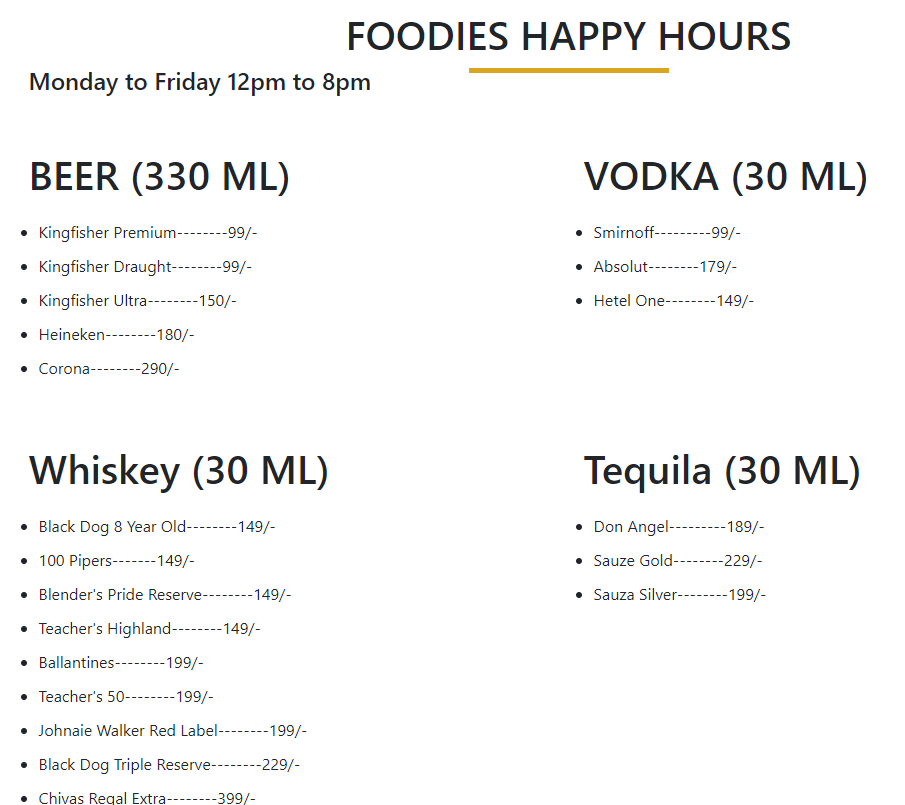 FOODIES HAPPY HOURS
Monday to Friday 12pm to 8pm
BEER (330 ML)
Kingfisher Premium--------99/-
Kingfisher Draught--------99/-
Kingfisher Ultra--------150/-
Heineken--------180/-
Corona--------290/-
VODKA (30 ML)
Smirnoff---------99/-
Absolut--------179/-
Hetel One--------149/-
Whiskey (30 ML)
Black Dog 8 Year Old--------149/-
100 Pipers-------149/-
Blender's Pride Reserve--------149/-
Teacher's Highland--------149/-
Ballantines--------199/-
Teacher's 50--------199/-
Johnaie Walker Red Label--------199/-
Black Dog Triple Reserve--------229/-
Chivas Regal Extra--------399/-
Tequila (30 ML)
Don Angel---------189/-
Sauze Gold--------229/-
Sauza Silver--------199/-